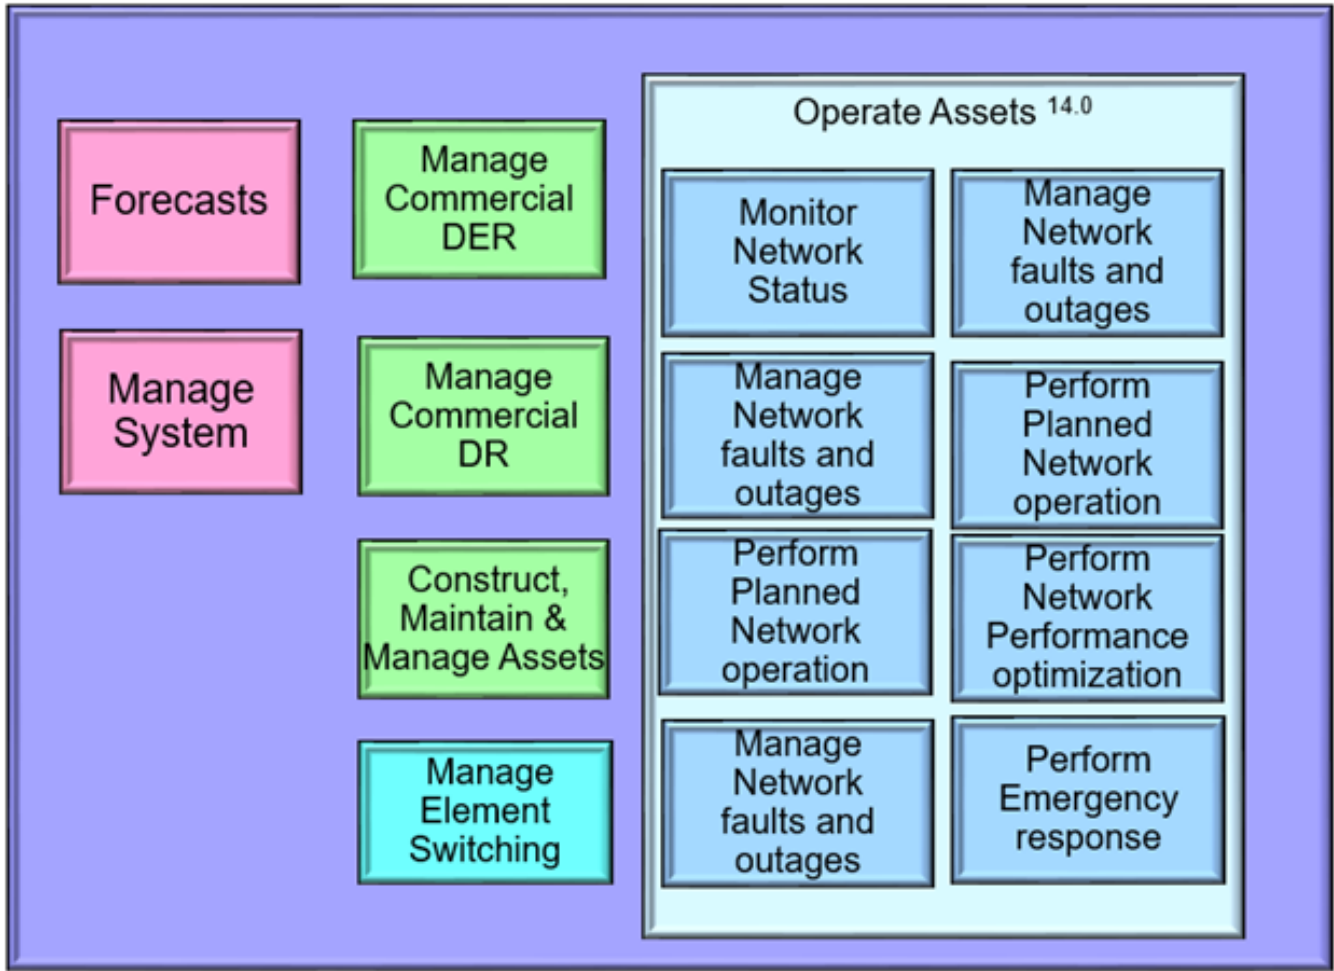 Forecasts
Manage
System
Manage
Commercial
DER
Manage
Commercial
DR
Construct,
Maintain &
Manage Assets
Manage
Element
Switching
Operate Assets 14.0
Monitor
Network
Status
Manage
Network
faults and
outages
Manage
Network
faults and
outages
Perform
Planned
Network
operation
Perform
Planned
Network
operation
Perform
Network
Performance
optimization
Manage
Network
faults and
outages
Perform
Emergency
response